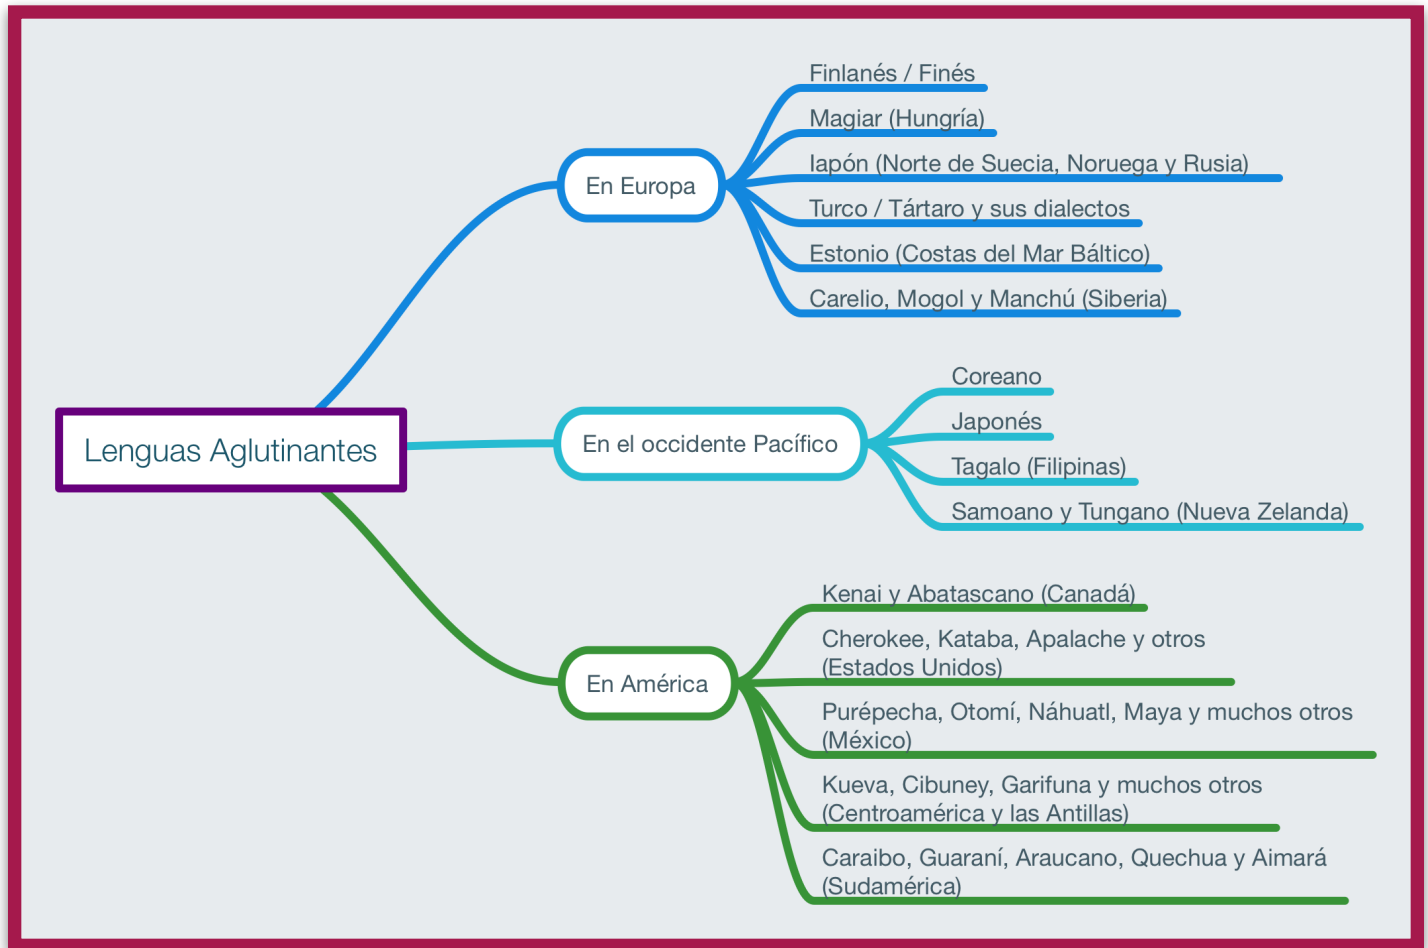 Finlanés / Finés
Magiar (Hungría)
lapón (Norte de Suecia, Noruega y Rusia)
En Europa
Turco / Tártaro y sus dialectos
Estonio (Costas del Mar Báltico)
Carelio, Mogol y Manchú (Siberia)
Lenguas Aglutinantes
En el occidente Pacífico
Coreano
Japonés
Tagalo (Filipinas)
Samoano y Tungano (Nueva Zelanda)
En América
Kenai y Abatascano (Canadá)
Cherokee, Kataba, Apalache y otros
(Estados Unidos)
Purépecha, Otomí, Náhuatl, Maya y muchos otros
(México)
Kueva, Cibuney, Garifuna y muchos otros
(Centroamérica y las Antillas)
Caraibo, Guaraní, Araucano, Quechua y Aimará
(Sudamérica)